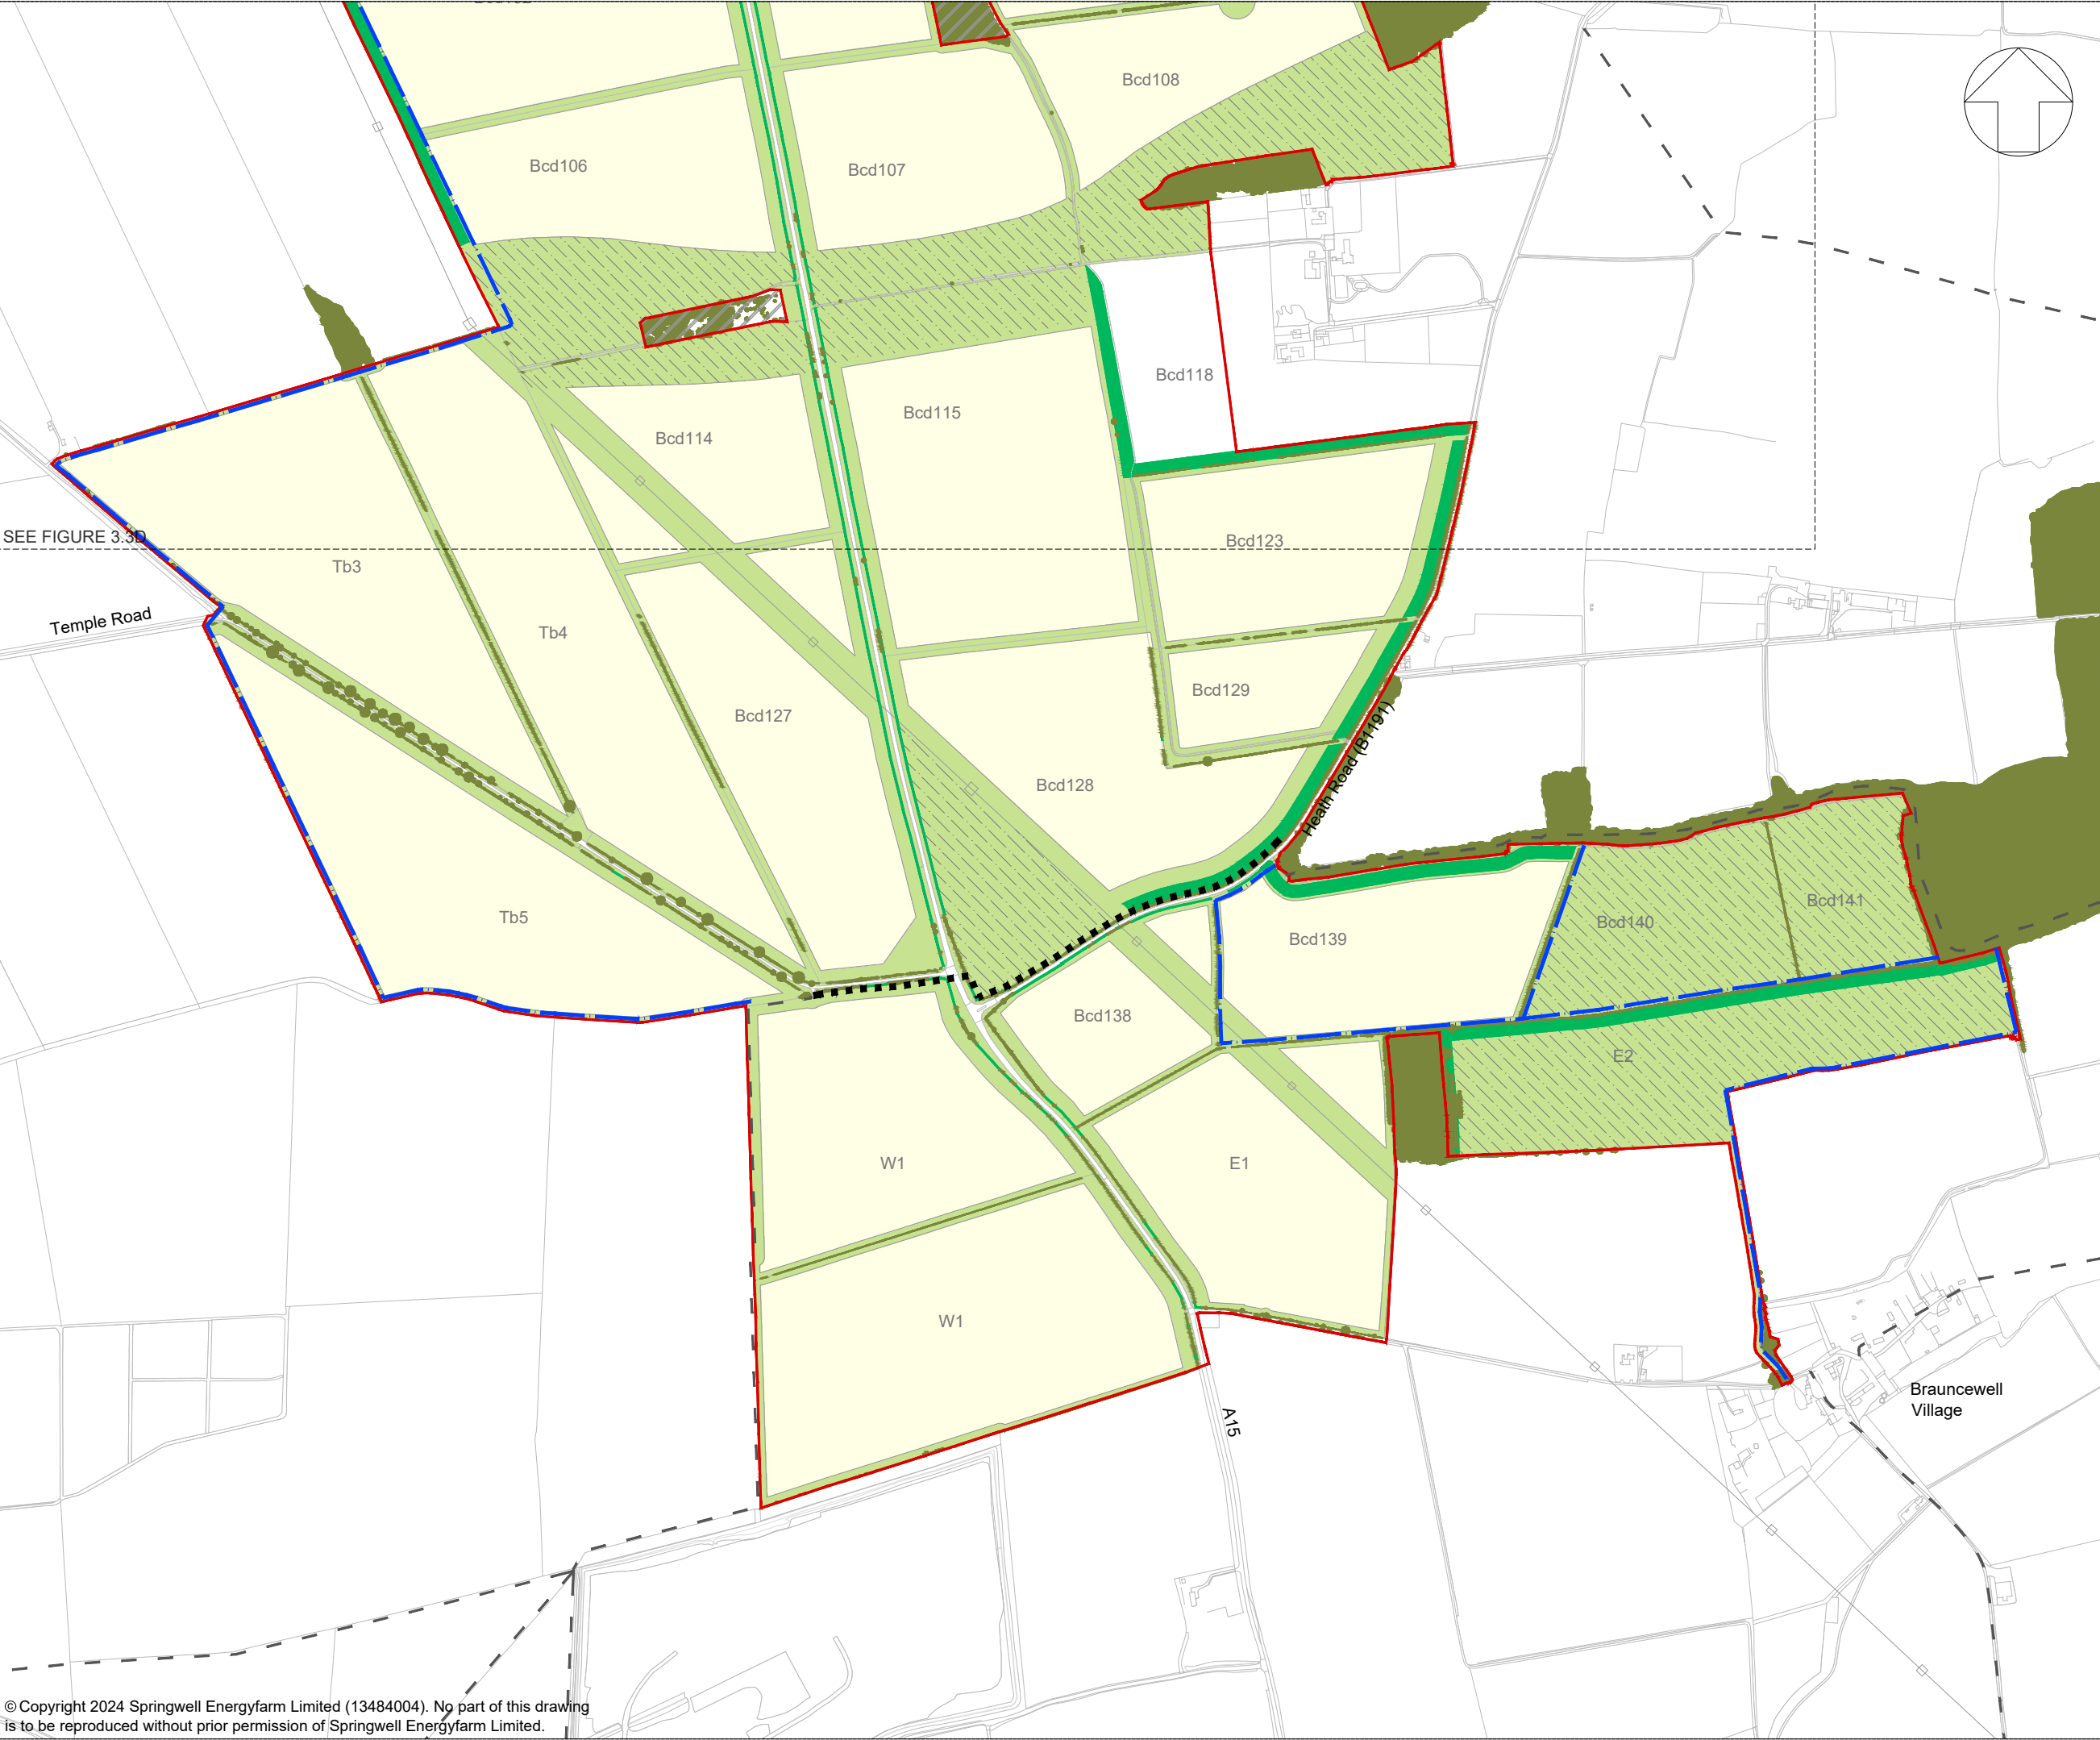 Bcd108
Bcd106
Bcd107
Bcd118
Bcd115
Bcd114
SEE FIGURE 3.3D
Bcd123
Tb3
Temple Road
Tb4
Bcd129
Bcd127
Heath Road (B1191)
Bcd128
Bcd141
Tb5
Bcd140
Bcd139
Bcd138
E2
W1
E1
W1
Brauncewell
Village
A15
© Copyright 2024 Springwell Energyfarm Limited (13484004). No part of this drawing
is to be reproduced without prior permission of Springwell Energyfarm Limited.